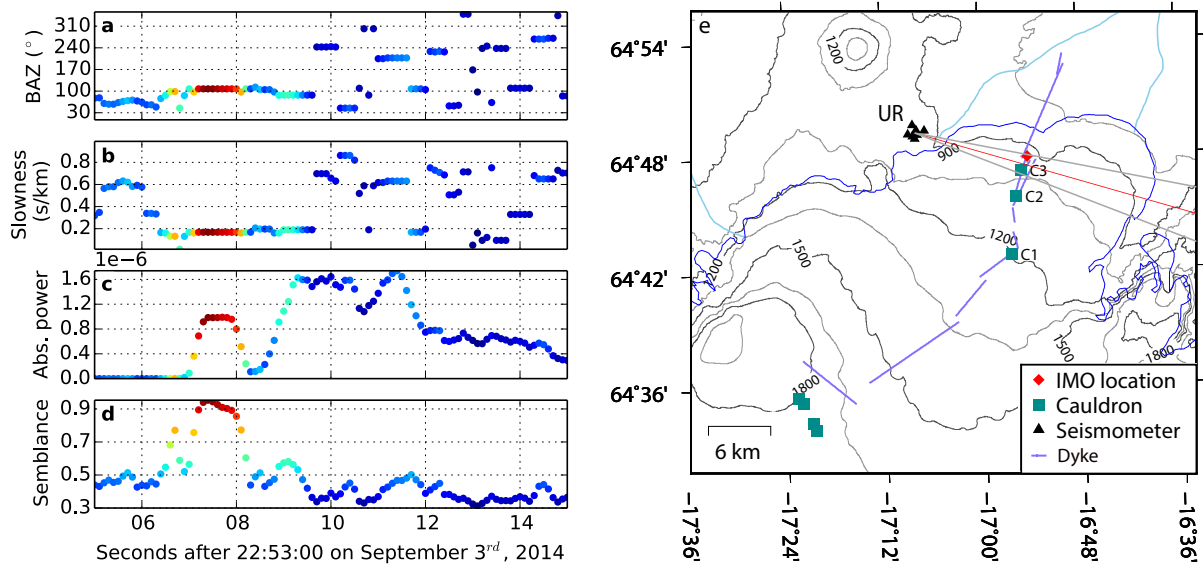 a
BAZ (°)
310
240
170
100
30
b
Slowness
(s/km)
0.8
0.6
0.4
0.2
1e−6
c
Abs. power
1.6
1.2
0.8
0.4
0.0
d
Semblance
0.9
0.7
0.5
0.3
06 08 10 12 14
Seconds after 22:53:00 on September 3rd, 2014
e
64°54'
64°48'
64°42'
64°36'
1200
UR
900
C3
C2
1200
C1
1500
200
1500
1800
1800
6 km
IMO location
Cauldron
Seismometer
Dyke
-17°36'
-17°24'
-17°12'
-17°00'
-16°48'
-16°36'